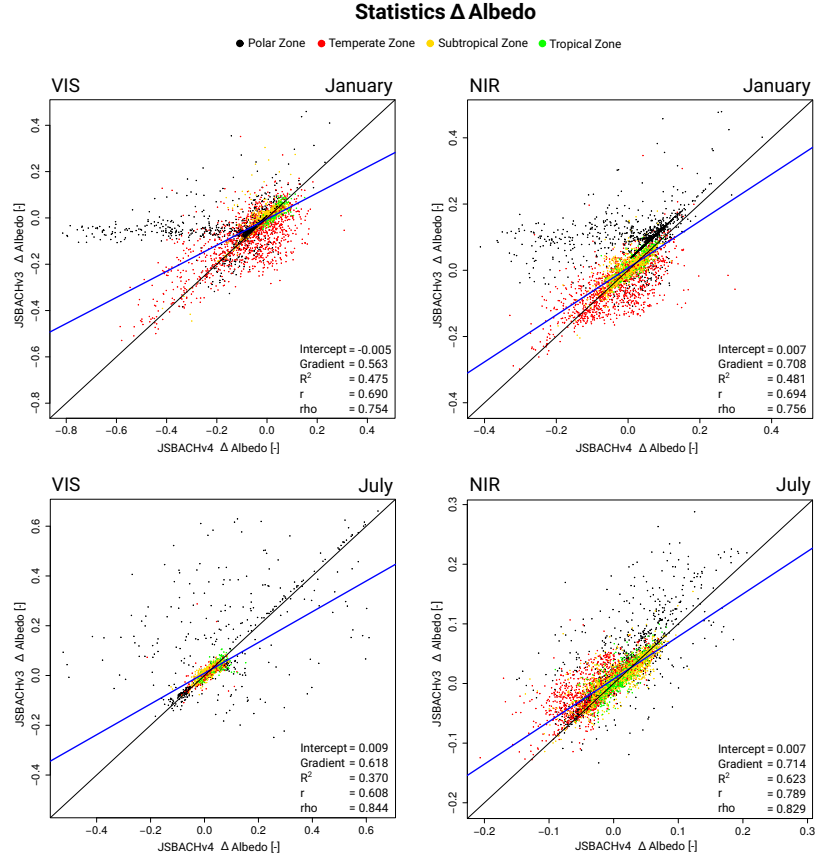 Statistics Δ Albedo
Polar Zone Temperate Zone Subtropical Zone Tropical Zone
VIS January
0.4
0.2
0.0
−0.2
−0.4
−0.6
−0.8
JSBACHv3 Δ Albedo [-]
Intercept = -0.005
Gradient = 0.563
R² = 0.475
r = 0.690
rho = 0.754
−0.8 −0.6 −0.4 −0.2 0.0 0.2 0.4
JSBACHv4 Δ Albedo [-]
NIR January
0.4
0.2
0.0
−0.2
−0.4
JSBACHv3 Δ Albedo [-]
Intercept = 0.007
Gradient = 0.708
R² = 0.481
r = 0.694
rho = 0.756
−0.4 −0.2 0.0 0.2 0.4
JSBACHv4 Δ Albedo [-]
VIS July
0.6
0.4
0.2
0.0
−0.2
−0.4
JSBACHv3 Δ Albedo [-]
Intercept = 0.009
Gradient = 0.618
R² = 0.370
r = 0.608
rho = 0.844
−0.4 −0.2 0.0 0.2 0.4 0.6
JSBACHv4 Δ Albedo [-]
NIR July
0.3
0.2
0.1
0.0
−0.1
−0.2
JSBACHv3 Δ Albedo [-]
Intercept = 0.007
Gradient = 0.714
R² = 0.623
r = 0.789
rho = 0.829
−0.2 −0.1 0.0 0.1 0.2 0.3
JSBACHv4 Δ Albedo [-]